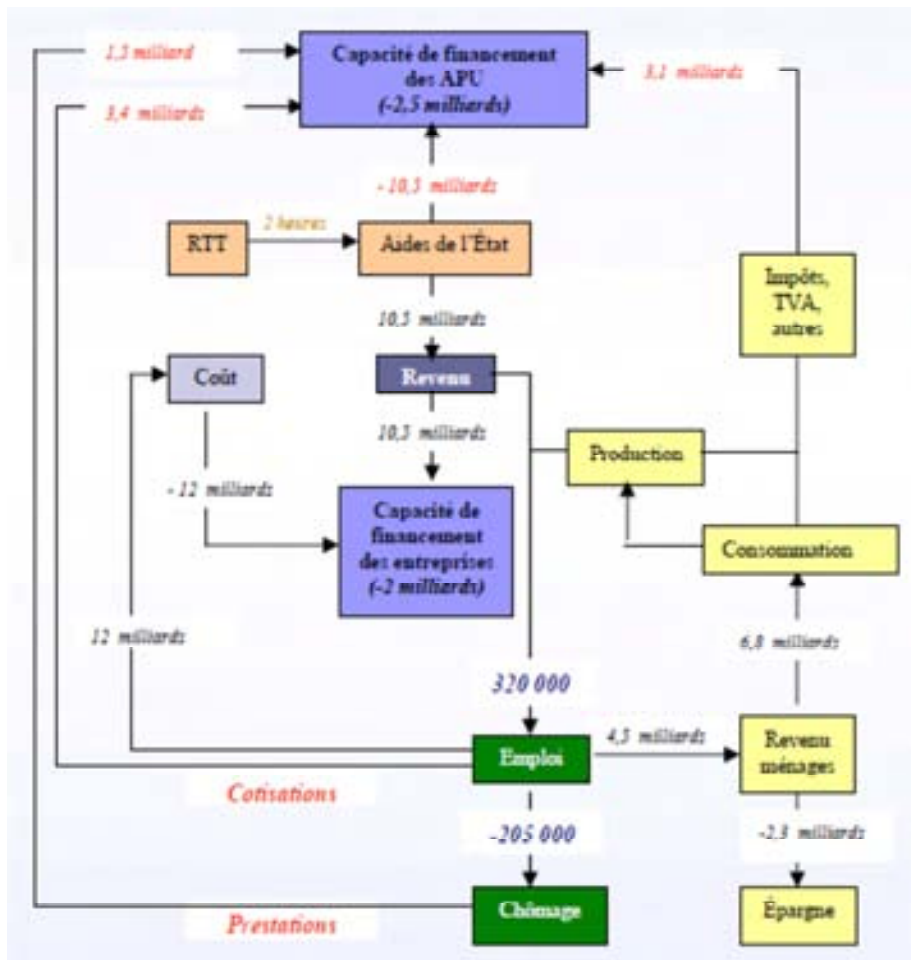 1,5 milliard
Capacité de financement
des APU
(-2,5 milliards)
3,1 milliards
3,4 milliards
- 10,5 milliards
RTT
2 heures
Aides de l'État
Impôts,
TVA,
autres
10,5 milliards
Coût
Revenu
10,5 milliards
Production
- 12 milliards
Capacité de
financement
des entreprises
(-2 milliards)
Consommation
12 milliards
6,8 milliards
320 000
Emploi
4,5 milliards
Revenu
ménages
Cotisations
-205 000
-2,3 milliards
Chômage
Épargne
Prestations